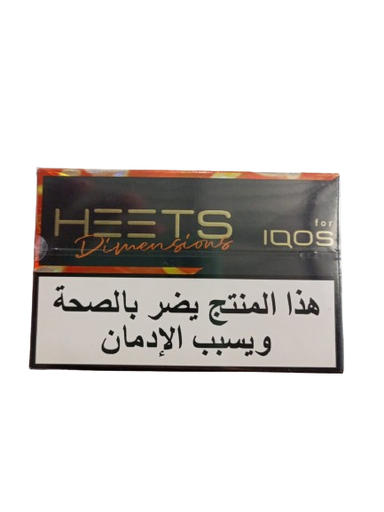 HEETS
Dimensions
for
IQOS
هذا المنتج يضر بالصحة
ويسبب الإدمان